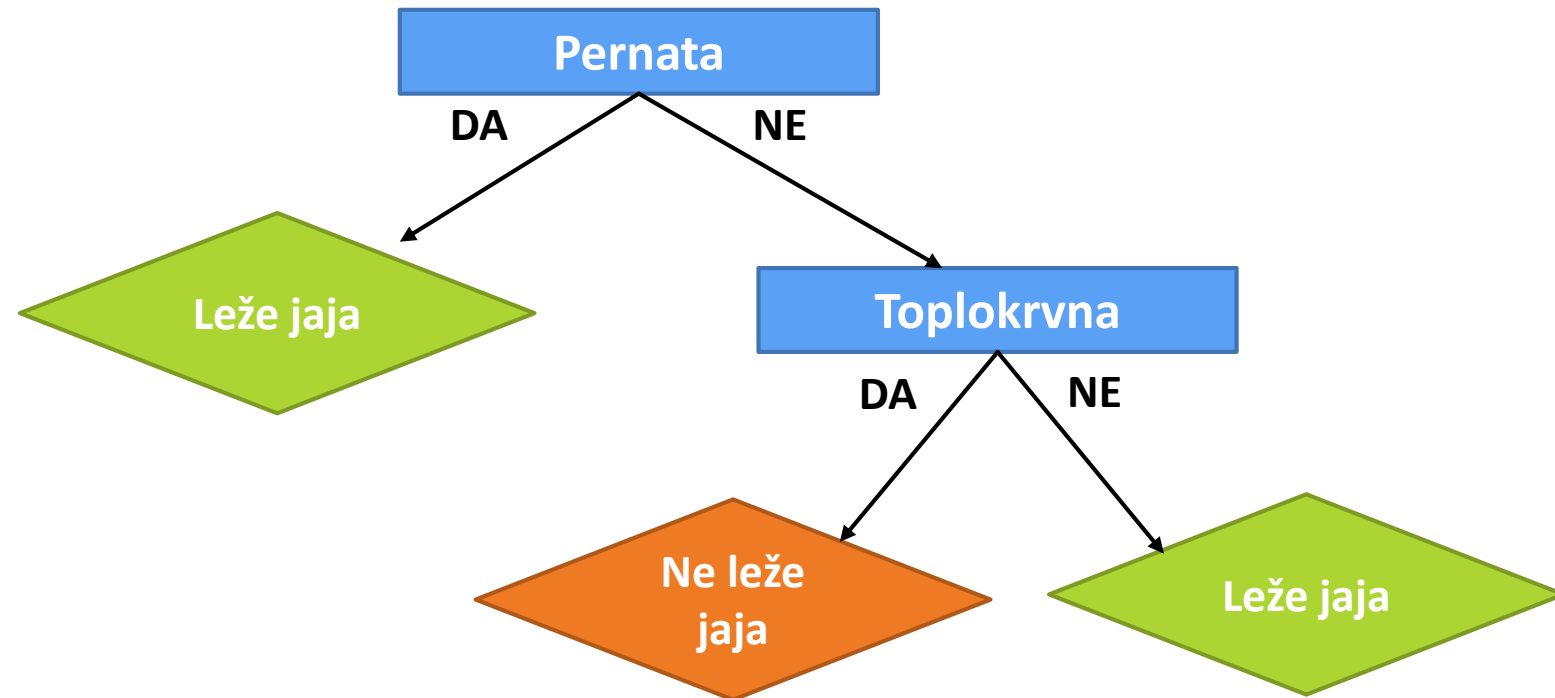 Pernata
DA
NE
Leže jaja
Toplokrvna
DA
NE
Ne leže
jaja
Leže jaja